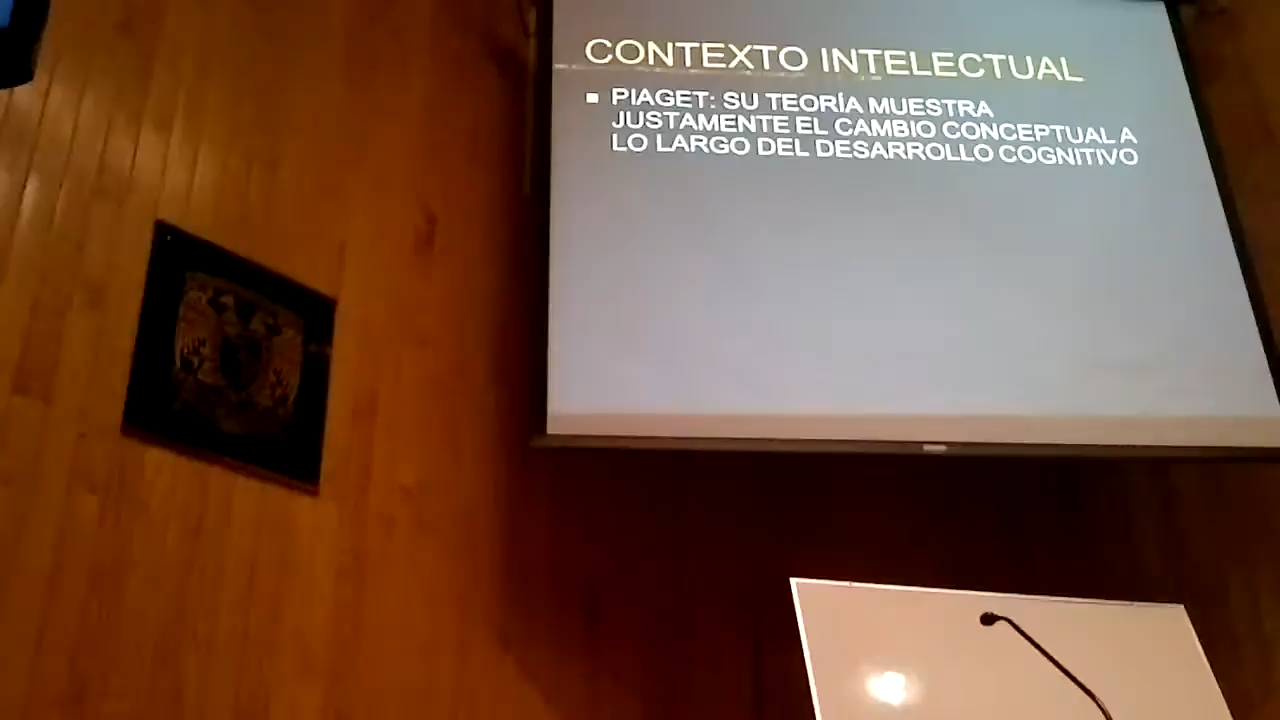 CONTEXTO INTELECTUAL
PIAGET: SU TEORÍA MUESTRA
JUSTAMENTE EL CAMBIO CONCEPTUAL A
LO LARGO DEL DESARROLLO COGNITIVO